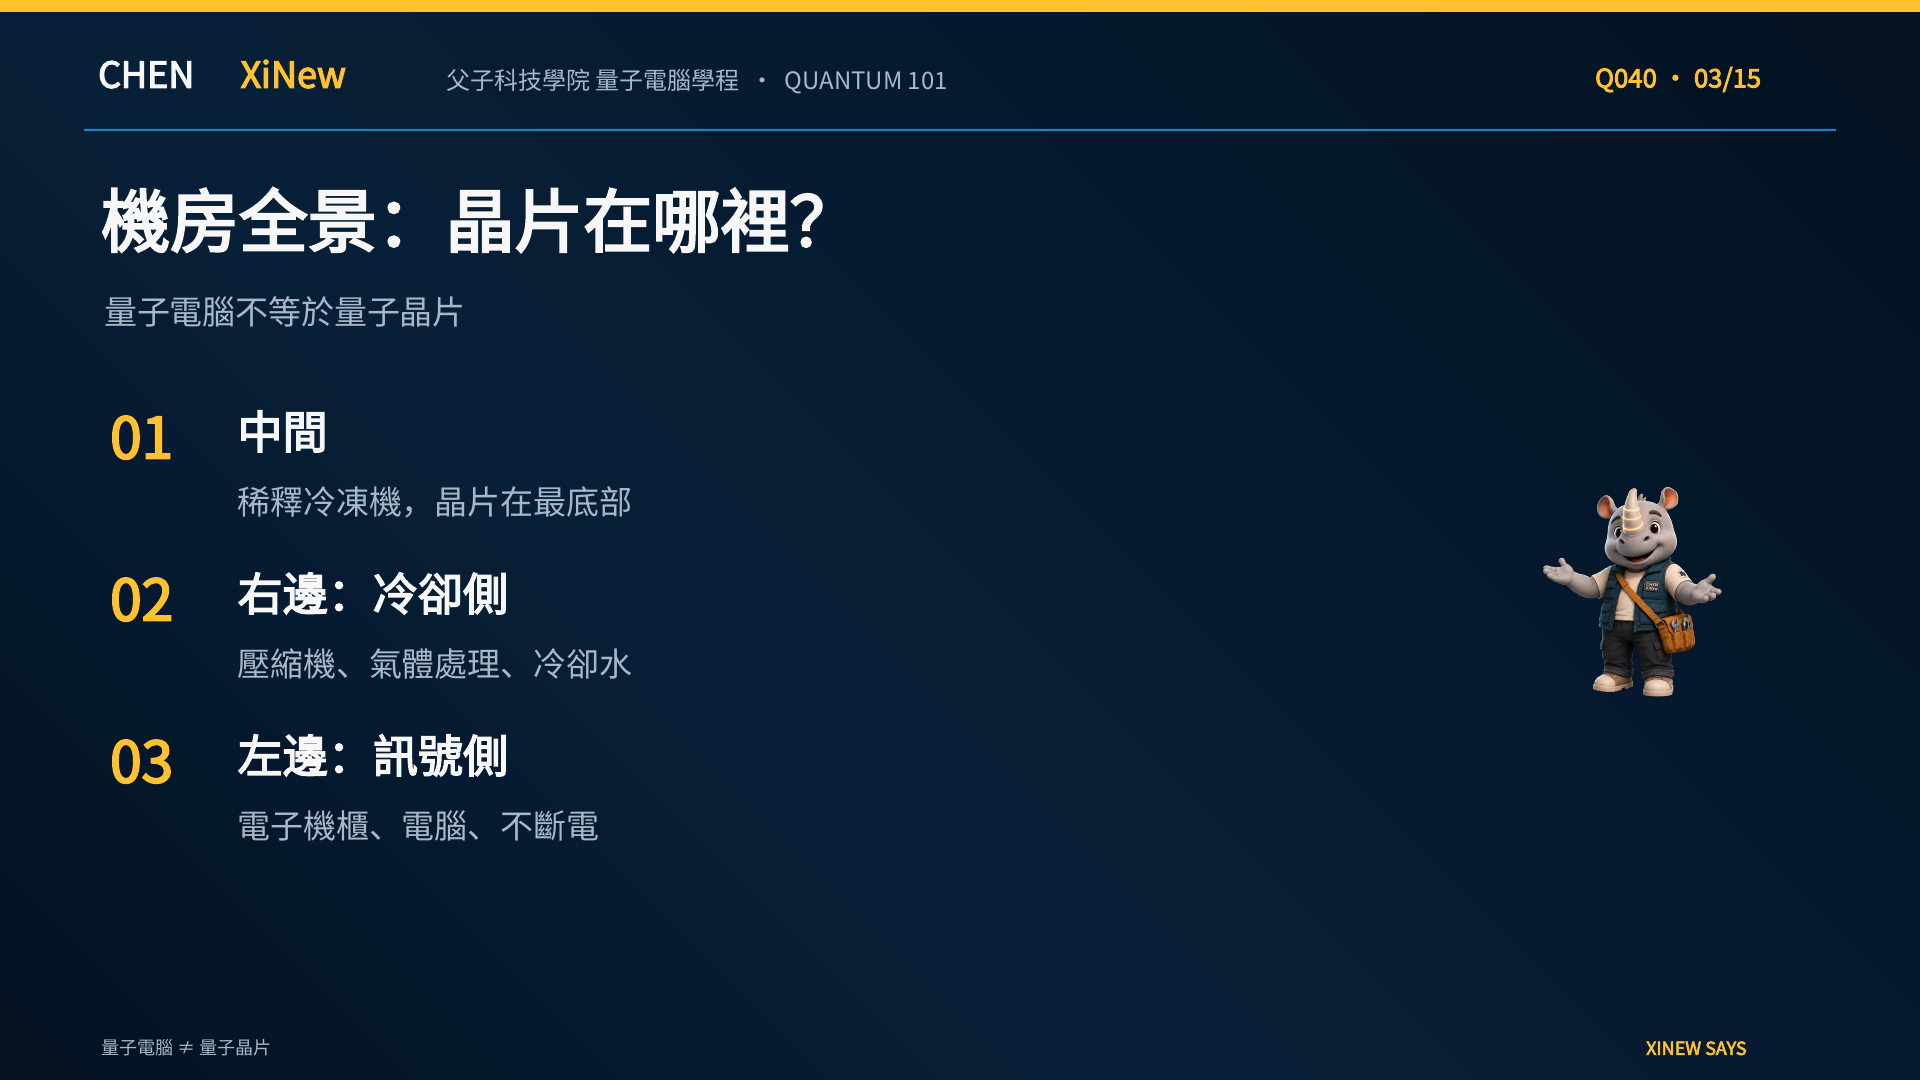 CHEN XiNew 父子科技學院 量子電腦學程 • QUANTUM 101 Q040 • 03/15
機房全景：晶片在哪裡？
量子電腦不等於量子晶片
01 中間
稀釋冷凍機，晶片在最底部
02 右邊：冷卻側
壓縮機、氣體處理、冷卻水
03 左邊：訊號側
電子機櫃、電腦、不斷電
量子電腦 ≠ 量子晶片 XINEW SAYS